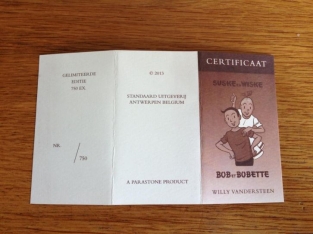 GELIMITEERDE
EDITIE
750 EX.
NR.
/750
© 2013
STANDAARD UITGEVERIJ
ANTWERPEN BELGIUM
A PARASTONE PRODUCT
CERTIFICAAT
SUSKE EN WISKE
BOB ET BOBETTE
WILLY VANDERSTEEN